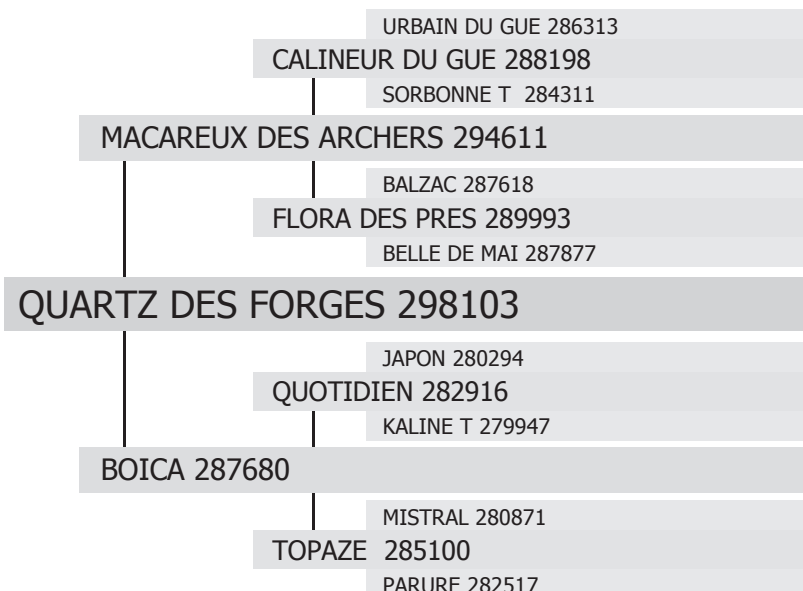 URBAIN DU GUE 286313
CALINEUR DU GUE 288198
SORBONNE T 284311
MACAREUX DES ARCHERS 294611
BALZAC 287618
FLORA DES PRES 289993
BELLE DE MAI 287877
QUARTZ DES FORGES 298103
JAPON 280294
QUOTIDIEN 282916
KALINE T 279947
BOICA 287680
MISTRAL 280871
TOPAZE 285100
PARURE 282517